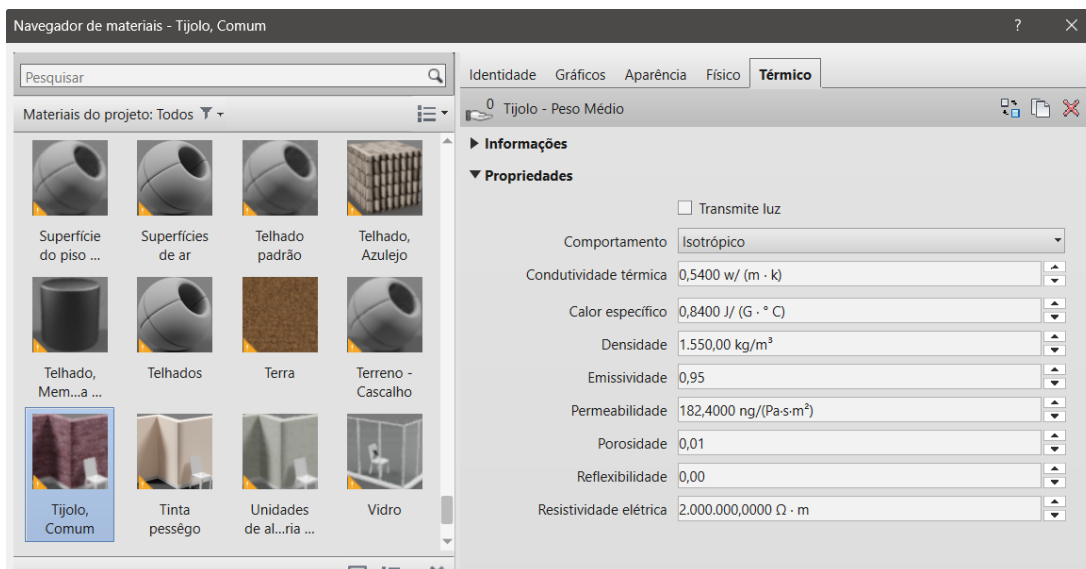 Navegador de materiais - Tijolo, Comum
?
Pesquisar
Materiais do projeto: Todos
Superfície
do piso ...
Superfícies
de ar
Telhado
padrão
Telhado,
Azulejo
Telhado,
Mem...a ...
Telhados
Terra
Terreno -
Cascalho
Tijolo,
Comum
Tinta
pessêgo
Unidades
de al...ria ...
Vidro
Identidade Gráficos Aparência Físico Térmico
0 Tijolo - Peso Médio
Informações
Propriedades
Transmite luz
Comportamento Isotrópico
Condutividade térmica 0,5400 w/ (m · k)
Calor específico 0,8400 J/ (G · ° C)
Densidade 1.550,00 kg/m³
Emissividade 0,95
Permeabilidade 182,4000 ng/(Pa·s·m²)
Porosidade 0,01
Reflexibilidade 0,00
Resistividade elétrica 2.000.000,0000 Ω · m